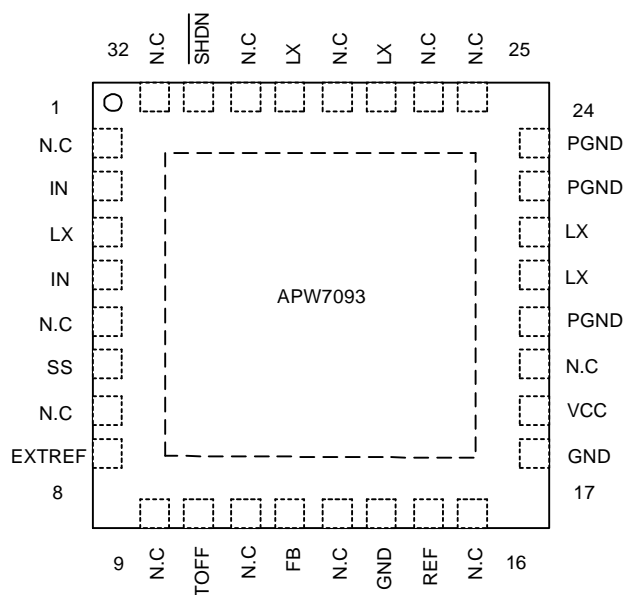 32 N.C SHDN N.C LX N.C LX N.C N.C 25
1 24
N.C PGND
IN PGND
LX LX
IN LX
APW7093
N.C PGND
SS N.C
N.C VCC
EXTREF GND
8 17
9 N.C TOFF N.C FB N.C GND REF N.C 16